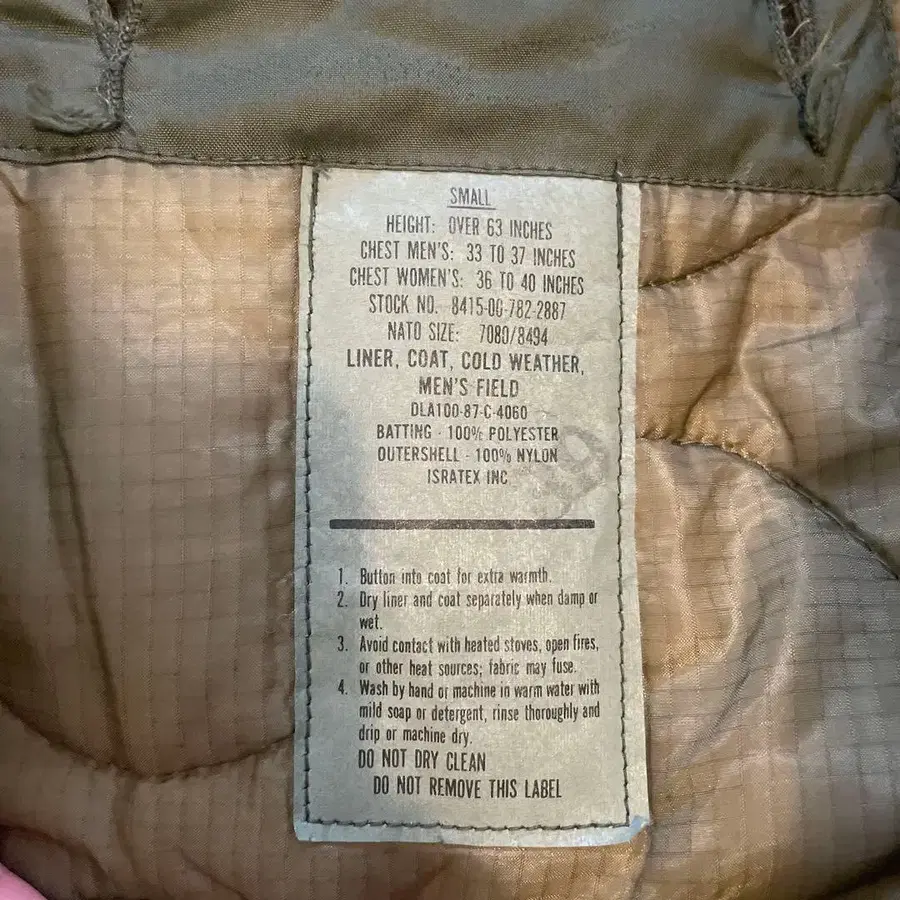 SMALL
HEIGHT: OVER 63 INCHES
CHEST MEN'S: 33 TO 37 INCHES
CHEST WOMEN'S: 36 TO 40 INCHES
STOCK NO. 8415-00-782-2887
NATO SIZE: 7080/8494
LINER, COAT, COLD WEATHER,
MEN'S FIELD
DLA100-87-C-4060
BATTING - 100% POLYESTER
OUTERSHELL - 100% NYLON
ISRATEX INC
1. Button into coat for extra warmth.
2. Dry liner and coat separately when damp or
wet.
3. Avoid contact with heated stoves, open fires,
or other heat sources; fabric may fuse.
4. Wash by hand or machine in warm water with
mild soap or detergent, rinse thoroughly and
drip or machine dry.
DO NOT DRY CLEAN
DO NOT REMOVE THIS LABEL